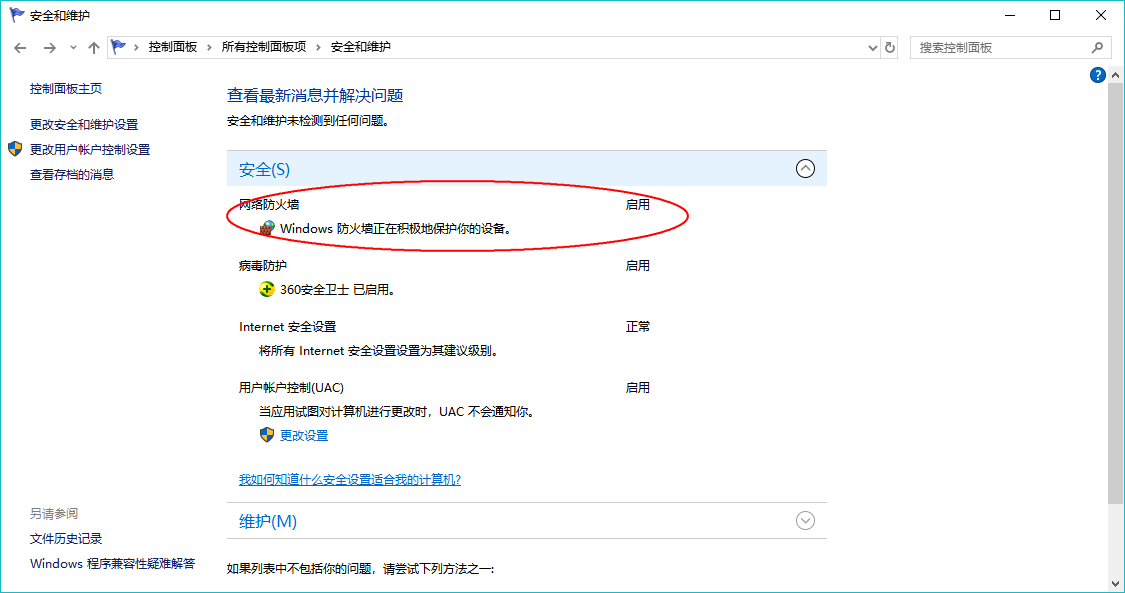 安全和维护
控制面板 › 所有控制面板项 › 安全和维护
搜索控制面板
控制面板主页
更改安全和维护设置
更改用户帐户控制设置
查看存档的消息
查看最新消息并解决问题
安全和维护未检测到任何问题。
安全(S)
网络防火墙 启用
Windows 防火墙正在积极地保护你的设备。
病毒防护 启用
360安全卫士 已启用。
Internet 安全设置 正常
将所有 Internet 安全设置设置为其建议级别。
用户帐户控制(UAC) 启用
当应用试图对计算机进行更改时，UAC 不会通知你。
更改设置
我如何知道什么安全设置适合我的计算机?
维护(M)
如果列表中不包括你的问题，请尝试下列方法之一:
另请参阅
文件历史记录
Windows 程序兼容性疑难解答